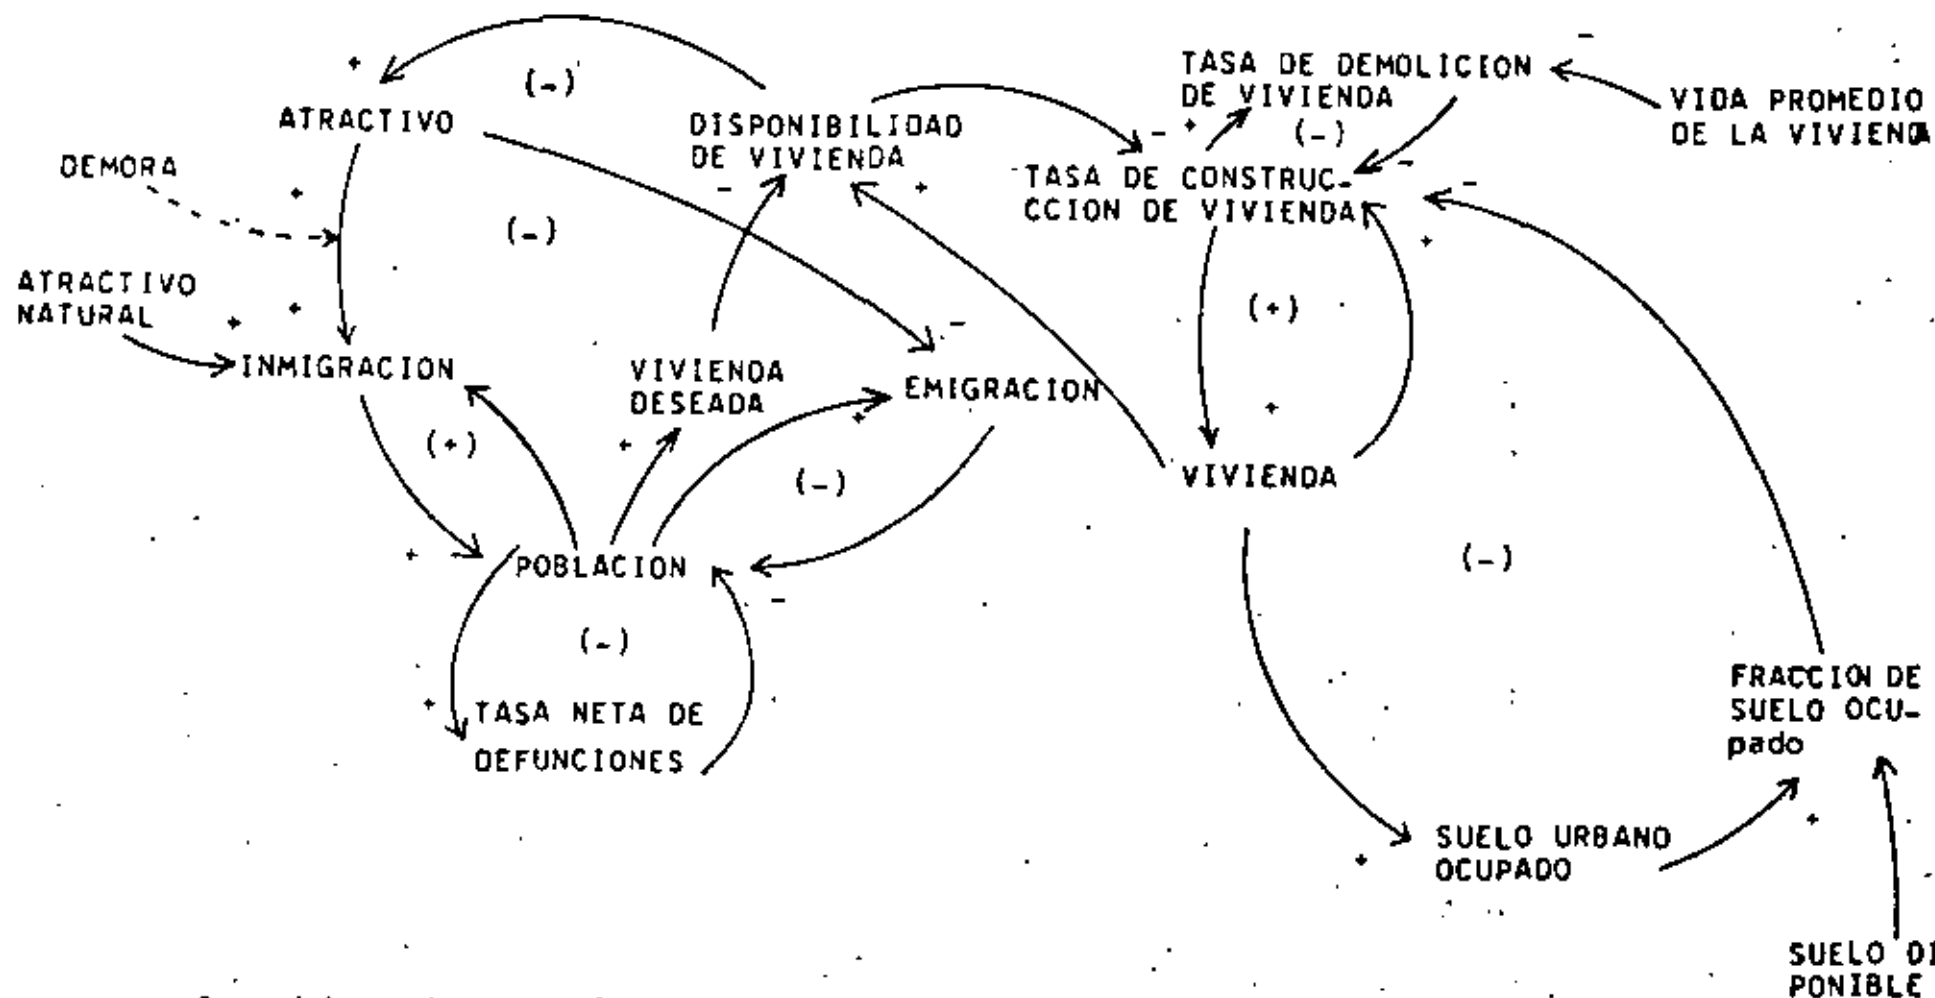 TASA DE DEMOLICION
DE VIVIENDA
VIDA PROMEDIO
DE LA VIVIENDA
ATRACTIVO
(-)
DISPONIBILIDAD
DE VIVIENDA
(-)
DEMORA
TASA DE CONSTRUC-
CCION DE VIVIENDA
(-)
ATRACTIVO
NATURAL
(+)
INMIGRACION
VIVIENDA
DESEADA
EMIGRACION
(+)
(-)
VIVIENDA
POBLACION
(-)
(-)
TASA NETA DE
DEFUNCIONES
FRACCION DE
SUELO OCU-
pado
SUELO URBANO
OCUPADO
SUELO
PONIBLE